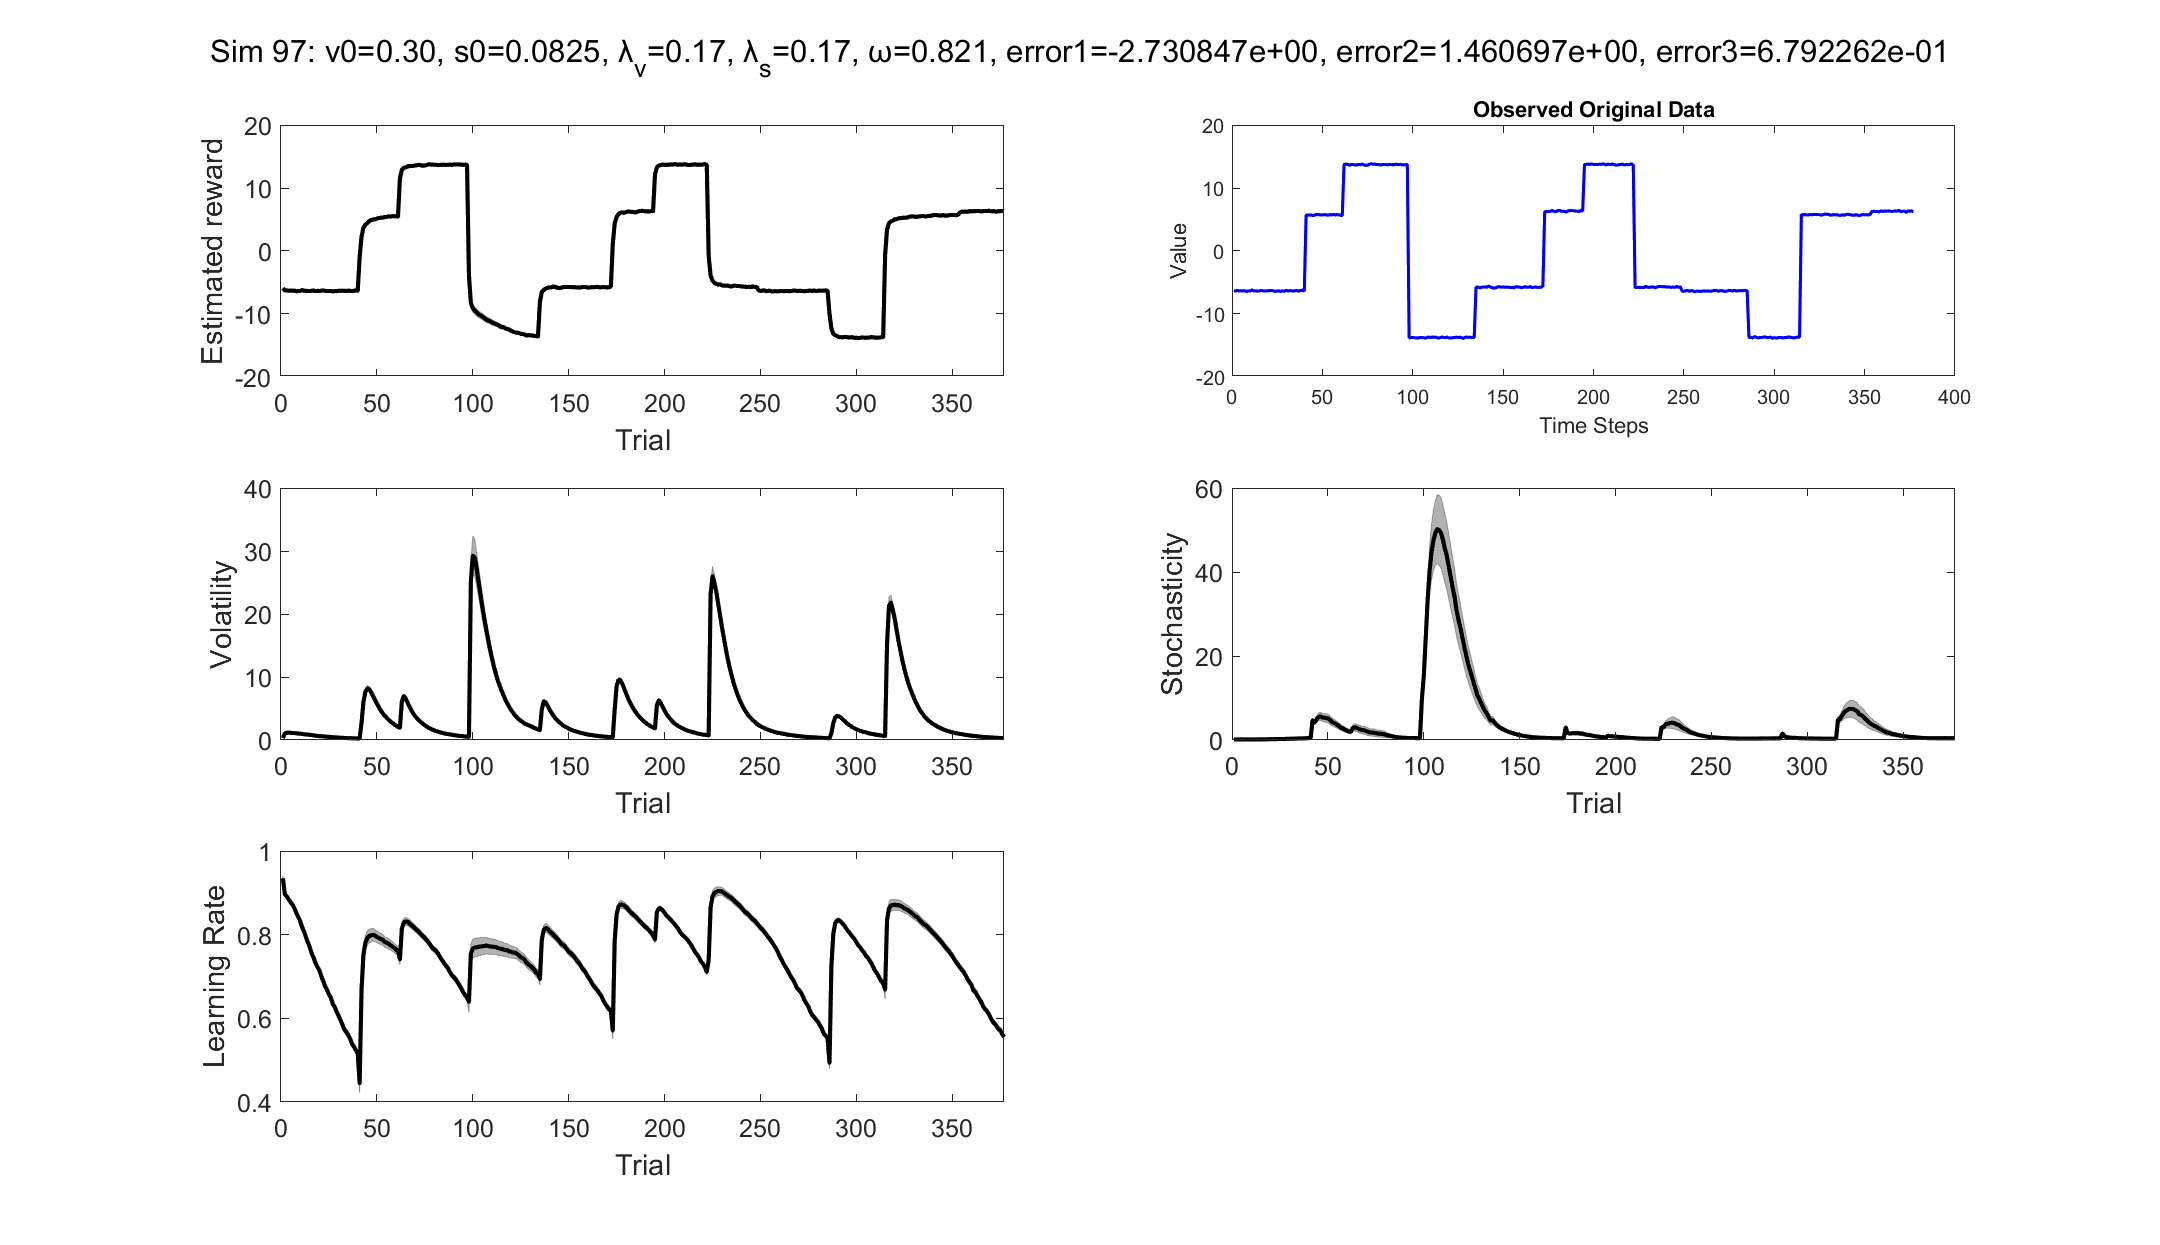 Sim 97: v0=0.30, s0=0.0825, λv=0.17, λs=0.17, ω=0.821, error1=-2.730847e+00, error2=1.460697e+00, error3=6.792262e-01
Estimated reward
20
10
0
-10
-20
0 50 100 150 200 250 300 350
Trial
Observed Original Data
Value
20
10
0
-10
-20
0 50 100 150 200 250 300 350 400
Time Steps
Volatility
40
30
20
10
0
0 50 100 150 200 250 300 350
Trial
Stochasticity
60
40
20
0
0 50 100 150 200 250 300 350
Trial
Learning Rate
1
0.8
0.6
0.4
0 50 100 150 200 250 300 350
Trial